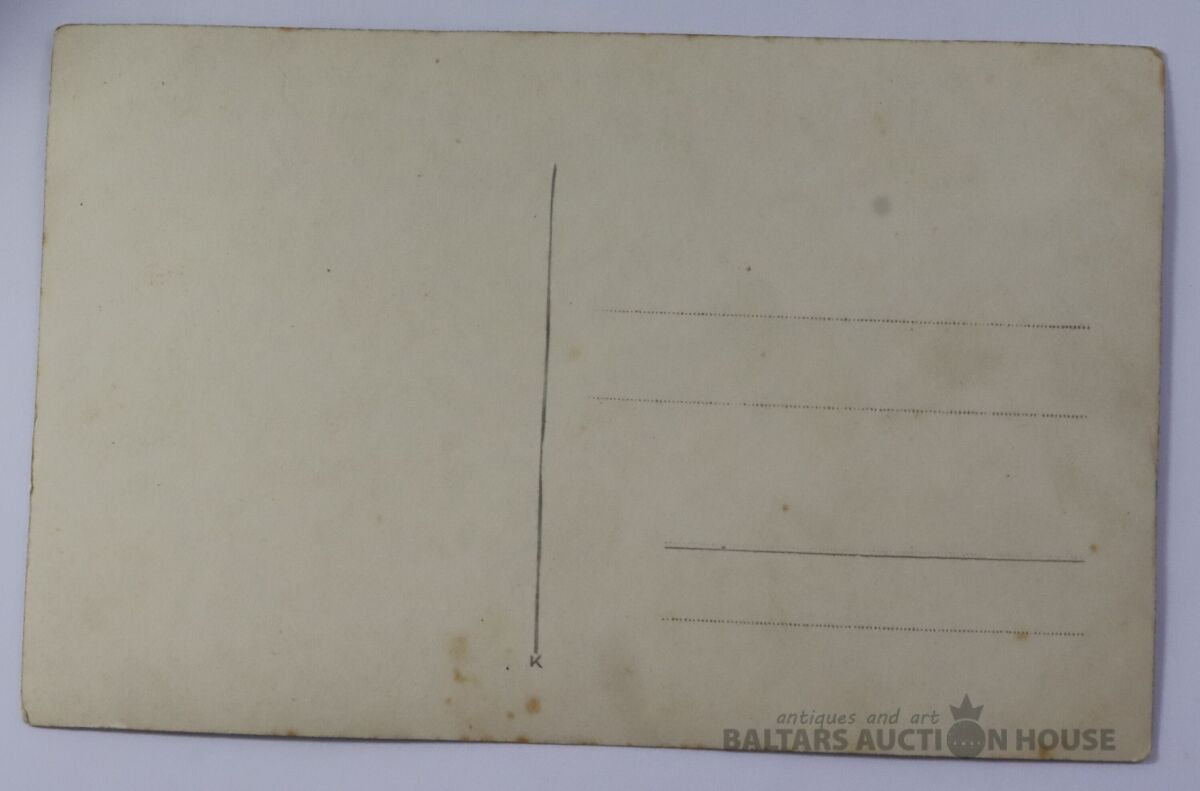 K
antiques and art
BALTARS AUCTION HOUSE